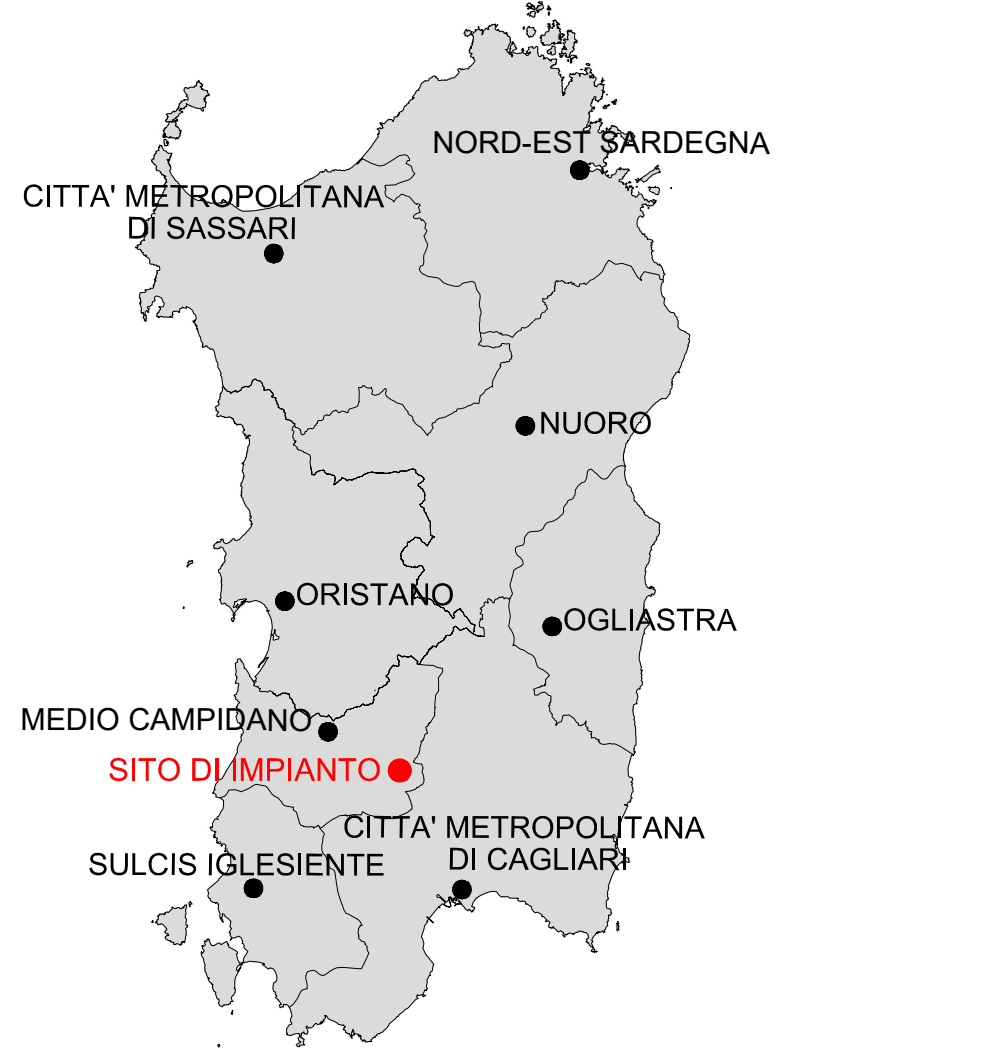 NORD-EST SARDEGNA
CITTA' METROPOLITANA
DI SASSARI
NUORO
ORISTANO
OGLIASTRA
MEDIO CAMPIDANO
SITO DI IMPIANTO
CITTA' METROPOLITANA
DI CAGLIARI
SULCIS IGLESIENTE